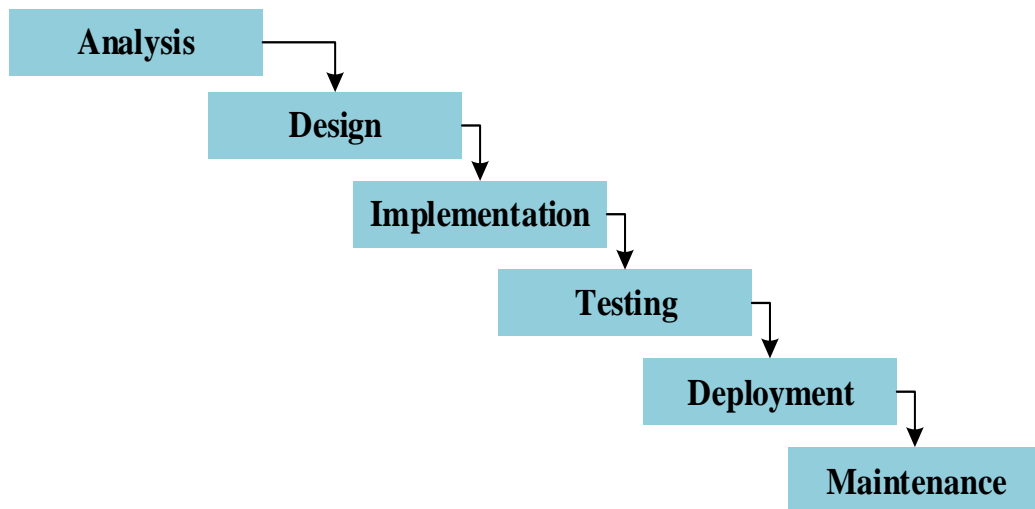 Analysis
Design
Implementation
Testing
Deployment
Maintenance